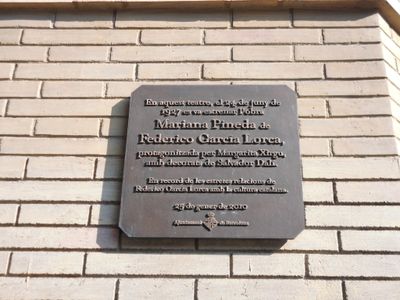 En aquest teatre, el 24 de juny de
1927 es va estrenar l'obra
Mariana Pineda de
Federico García Lorca,
protagonitzada per Margarita Xirgu,
amb decorats de Salvador Dalí.
En record de les estretes relacions de
Federico García Lorca amb la cultura catalana.
25 de gener de 2010
Ajuntament de Barcelona